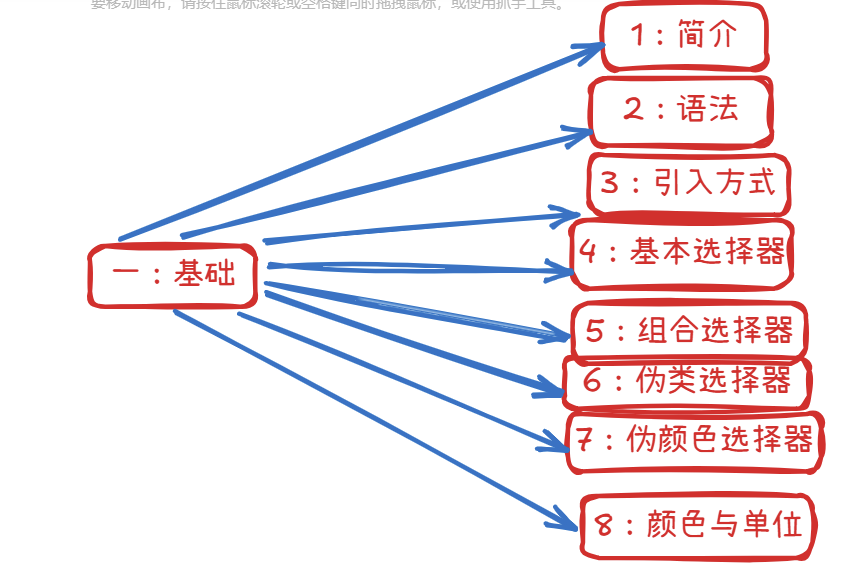 要移动画布，请按住鼠标滚轮或空格键同时拖拽鼠标，或使用抓手工具。
1：简介
2：语法
3：引入方式
4：基本选择器
一：基础
5：组合选择器
6：伪类选择器
7：伪颜色选择器
8：颜色与单位